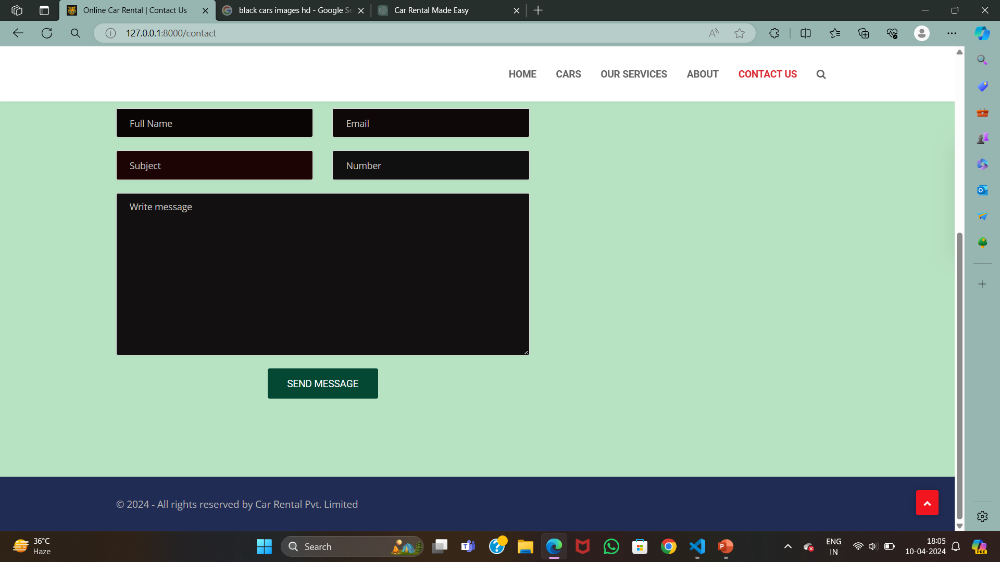 Online Car Rental | Contact Us
black cars images hd - Google Se
Car Rental Made Easy
127.0.0.1:8000/contact
HOME
CARS
OUR SERVICES
ABOUT
CONTACT US
Full Name
Email
Subject
Number
Write message
SEND MESSAGE
© 2024 - All rights reserved by Car Rental Pvt. Limited
36°C
Haze
Search
ENG
IN
18:05
10-04-2024
PRE